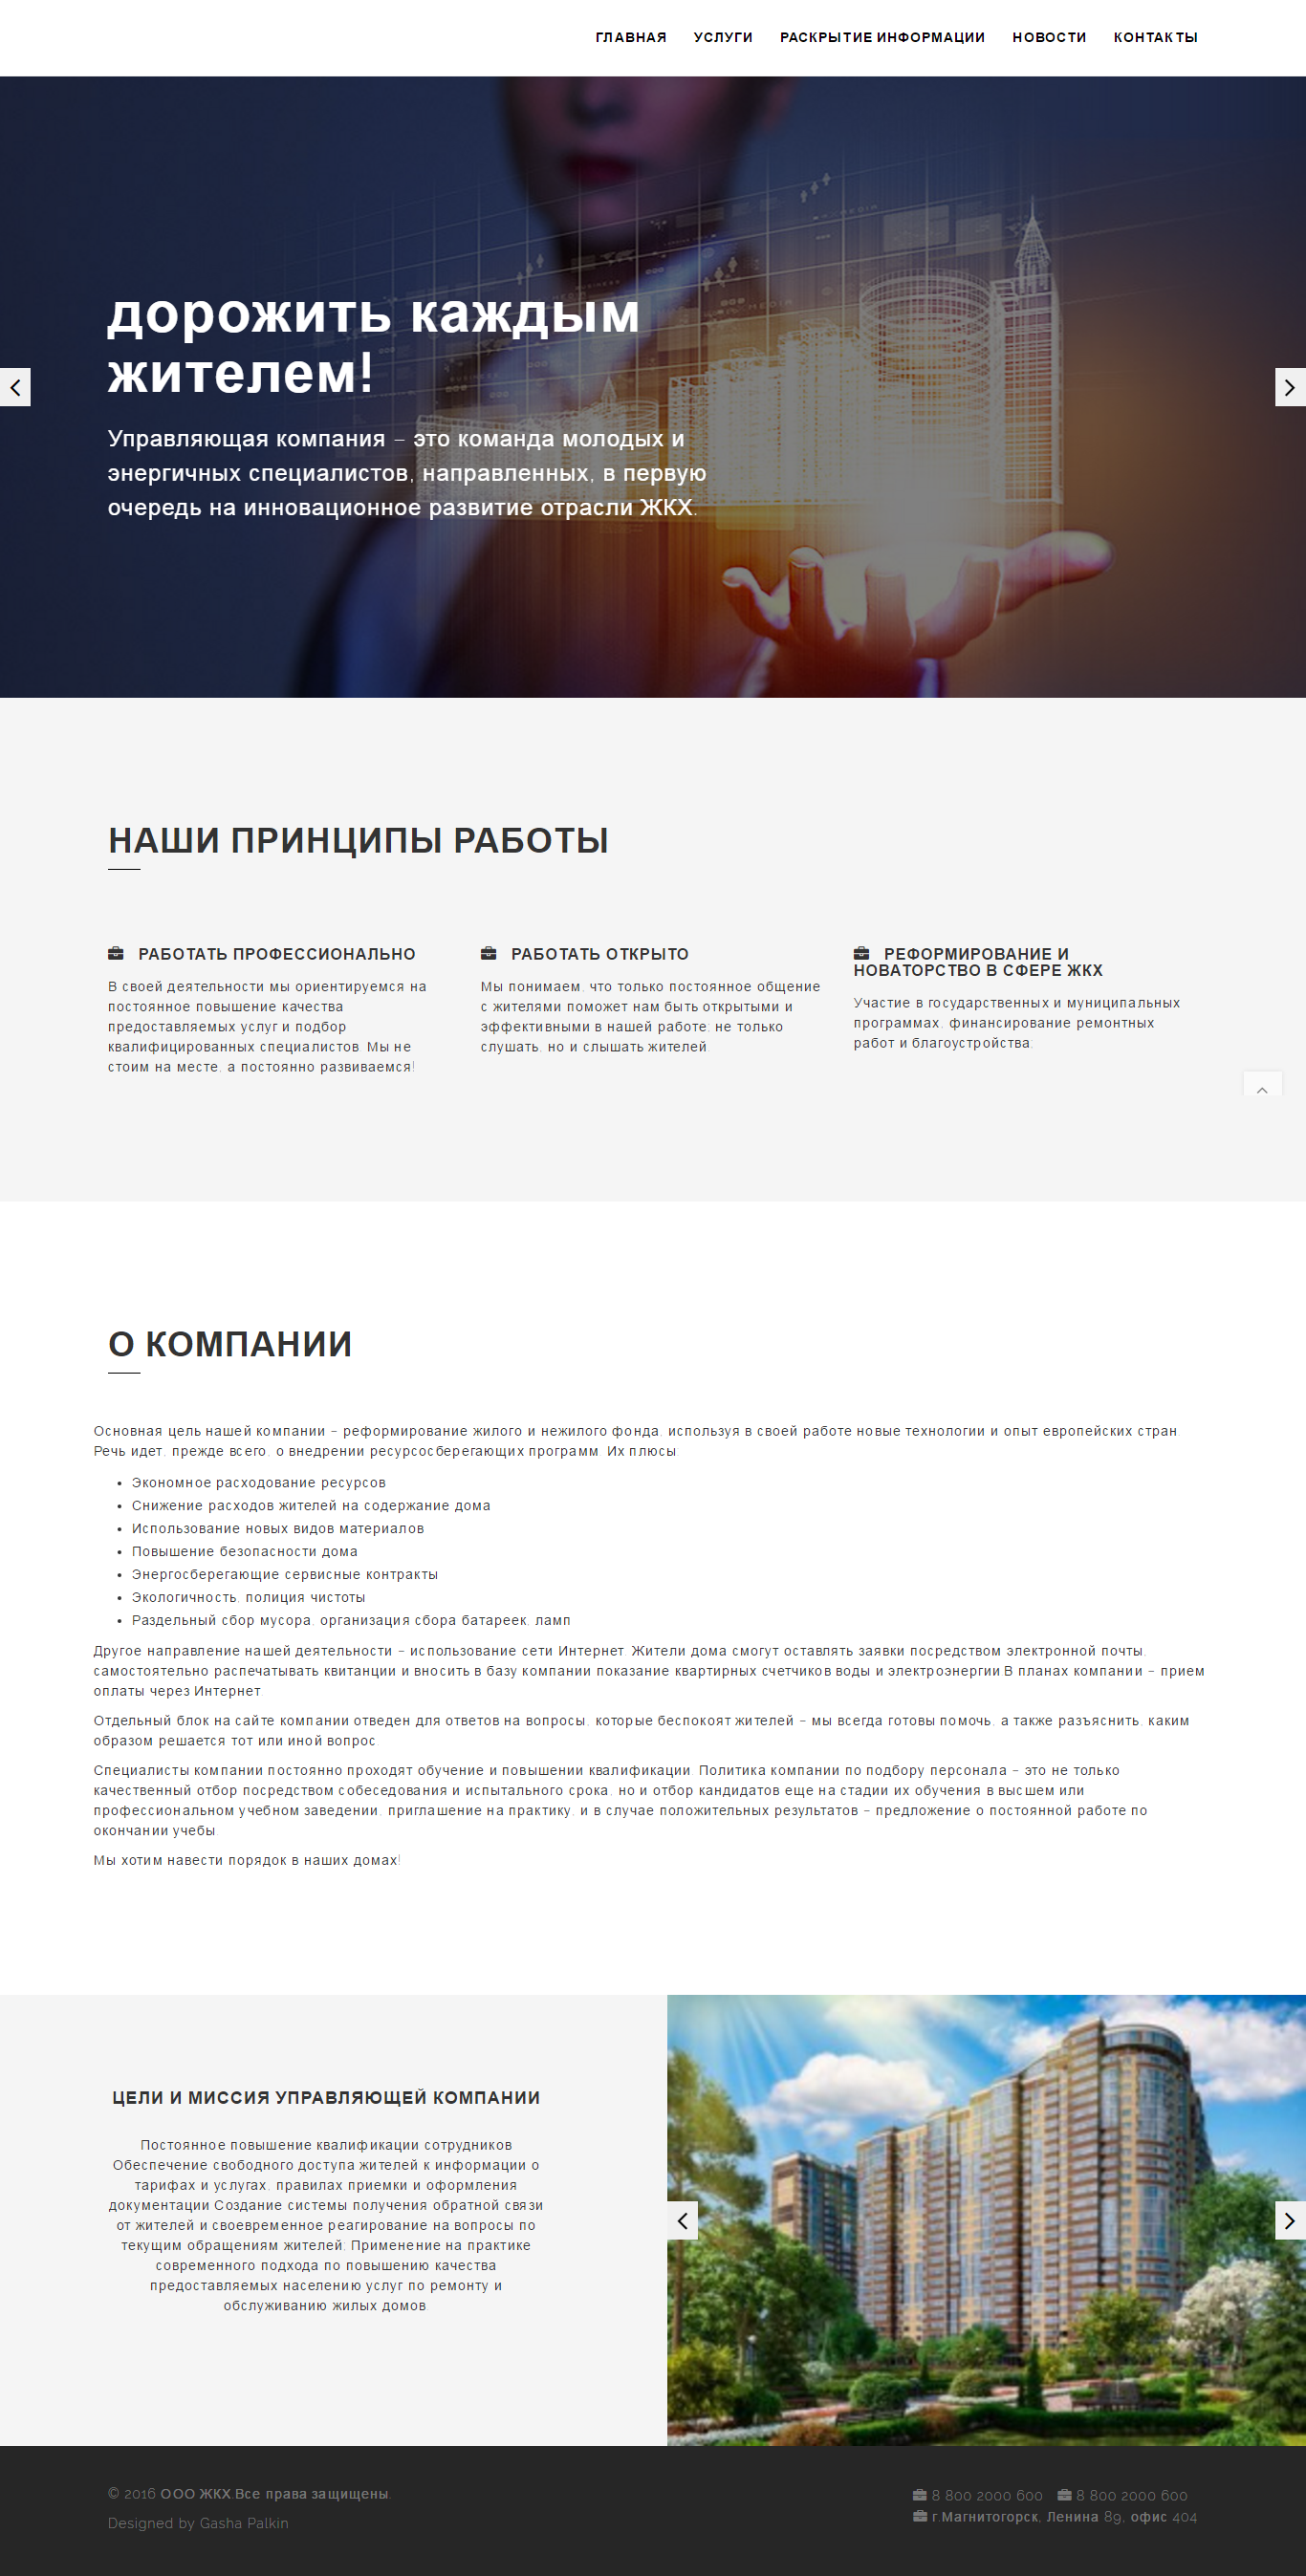 ГЛАВНАЯ УСЛУГИ РАСКРЫТИЕ ИНФОРМАЦИИ НОВОСТИ КОНТАКТЫ
дорожить каждым
жителем!
Управляющая компания – это команда молодых и
энергичных специалистов, направленных, в первую
очередь на инновационное развитие отрасли ЖКХ.
НАШИ ПРИНЦИПЫ РАБОТЫ
РАБОТАТЬ ПРОФЕССИОНАЛЬНО
В своей деятельности мы ориентируемся на
постоянное повышение качества
предоставляемых услуг и подбор
квалифицированных специалистов. Мы не
стоим на месте, а постоянно развиваемся!
РАБОТАТЬ ОТКРЫТО
Мы понимаем, что только постоянное общение
с жителями поможет нам быть открытыми и
эффективными в нашей работе: не только
слушать, но и слышать жителей.
РЕФОРМИРОВАНИЕ И
НОВАТОРСТВО В СФЕРЕ ЖКХ
Участие в государственных и муниципальных
программах, финансирование ремонтных
работ и благоустройства;
О КОМПАНИИ
Основная цель нашей компании – реформирование жилого и нежилого фонда, используя в своей работе новые технологии и опыт европейских стран.
Речь идет, прежде всего, о внедрении ресурсосберегающих программ. Их плюсы:
• Экономное расходование ресурсов
• Снижение расходов жителей на содержание дома
• Использование новых видов материалов
• Повышение безопасности дома
• Энергосберегающие сервисные контракты
• Экологичность, полиция чистоты
• Раздельный сбор мусора, организация сбора батареек, ламп
Другое направление нашей деятельности – использование сети Интернет. Жители дома смогут оставлять заявки посредством электронной почты,
самостоятельно распечатывать квитанции и вносить в базу компании показание квартирных счетчиков воды и электроэнергии.В планах компании – прием
оплаты через Интернет.
Отдельный блок на сайте компании отведен для ответов на вопросы, которые беспокоят жителей – мы всегда готовы помочь, а также разъяснить, каким
образом решается тот или иной вопрос.
Специалисты компании постоянно проходят обучение и повышении квалификации. Политика компании по подбору персонала – это не только
качественный отбор посредством собеседования и испытального срока, но и отбор кандидатов еще на стадии их обучения в высшем или
профессиональном учебном заведении, приглашение на практику, и в случае положительных результатов – предложение о постоянной работе по
окончании учебы.
Мы хотим навести порядок в наших домах!
ЦЕЛИ И МИССИЯ УПРАВЛЯЮЩЕЙ КОМПАНИИ
Постоянное повышение квалификации сотрудников
Обеспечение свободного доступа жителей к информации о
тарифах и услугах, правилах приемки и оформления
документации Создание системы получения обратной связи
от жителей и своевременное реагирование на вопросы по
текущим обращениям жителей; Применение на практике
современного подхода по повышению качества
предоставляемых населению услуг по ремонту и
обслуживанию жилых домов.
© 2016 ООО ЖКХ.Все права защищены.
Designed by Gasha Palkin
8 800 2000 600 8 800 2000 600
г.Магнитогорск, Ленина 89, офис 404